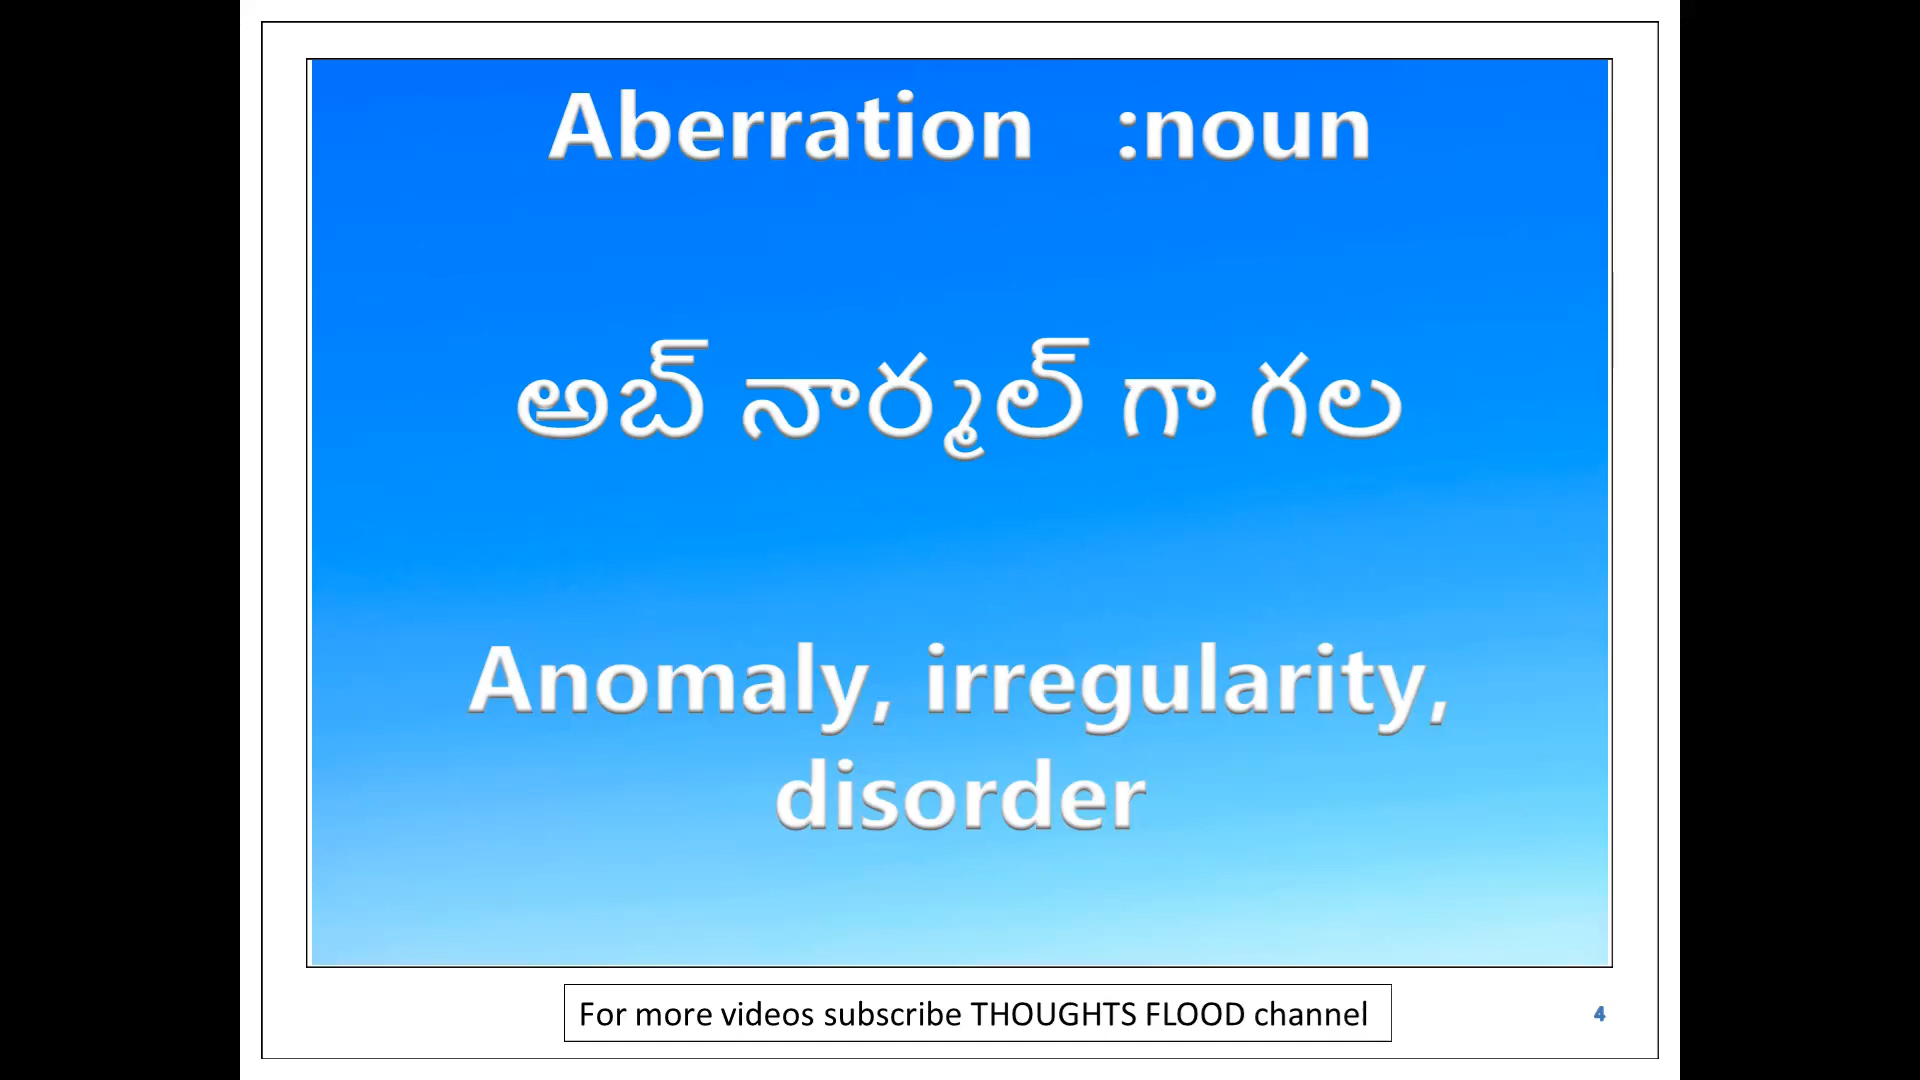 Aberration :noun
అబ్ నార్మల్ గా గల
Anomaly, irregularity,
disorder
For more videos subscribe THOUGHTS FLOOD channel
4